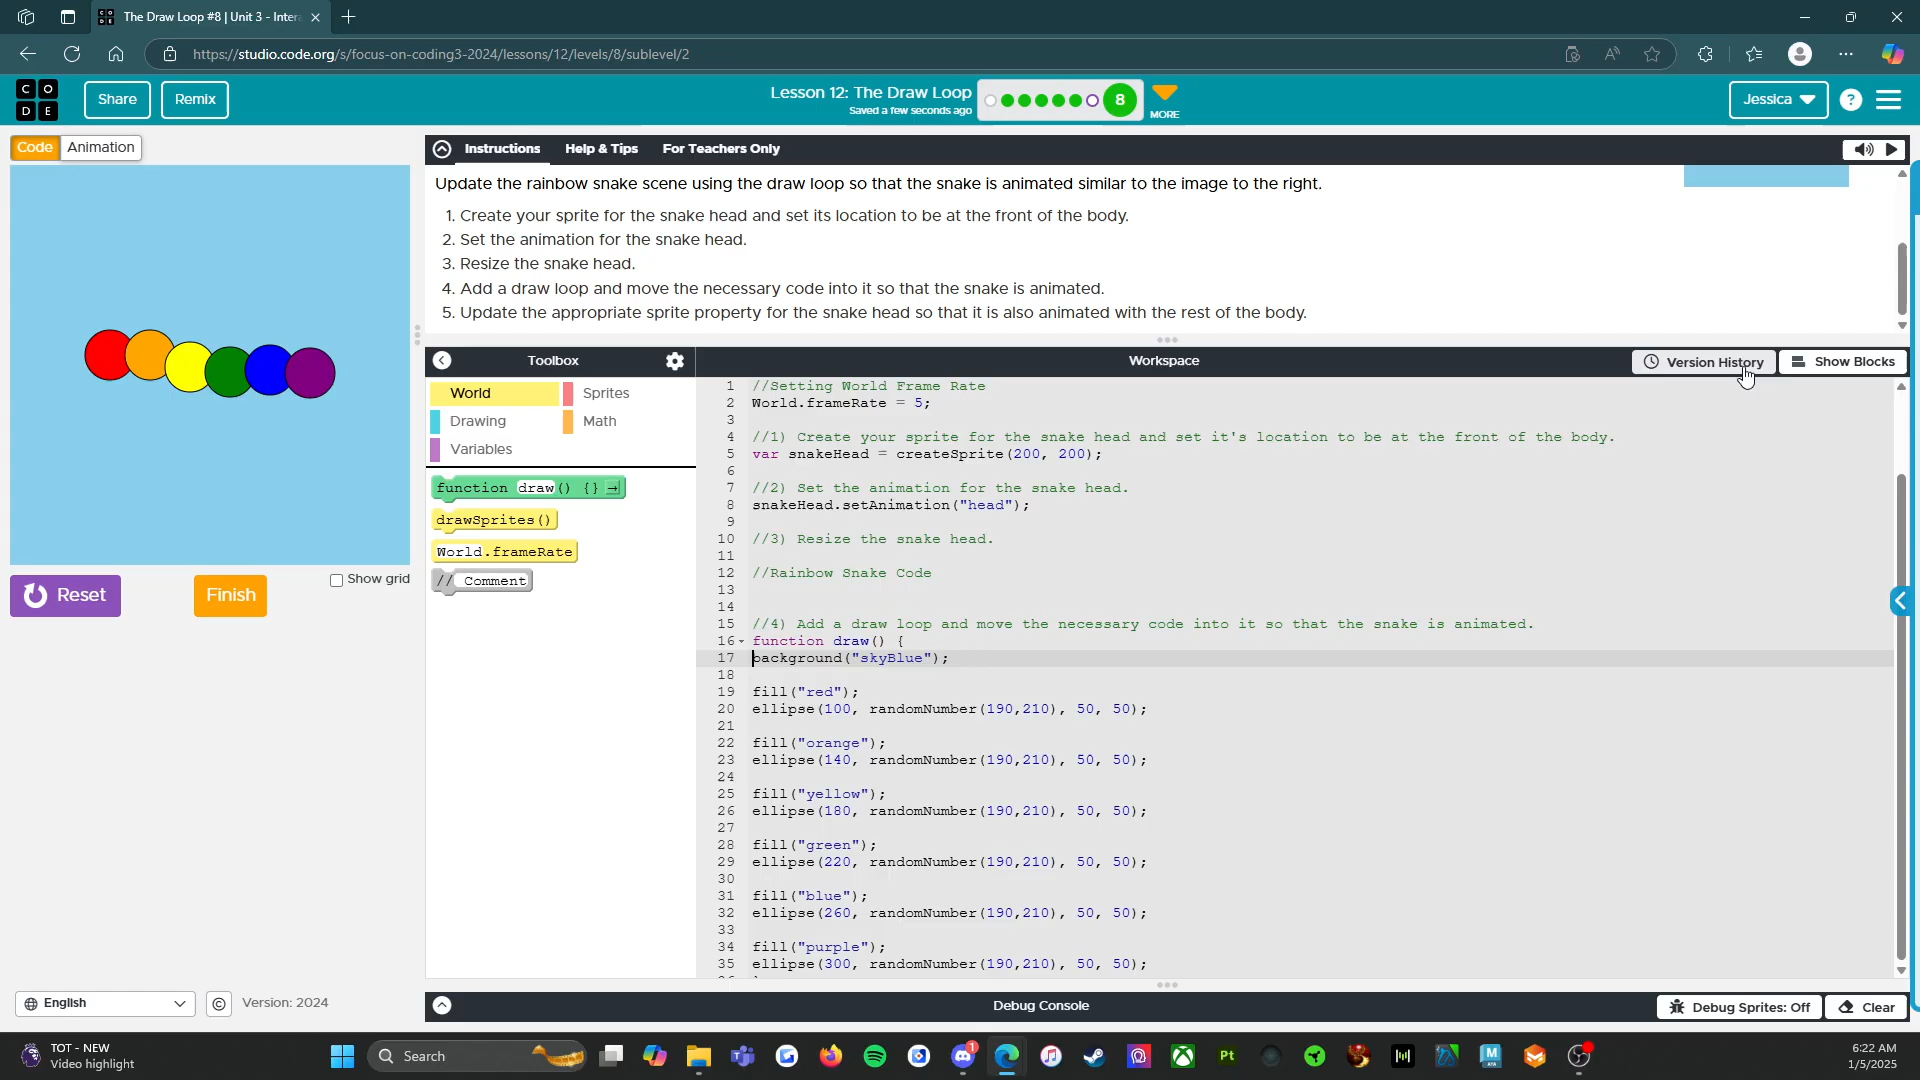 The Draw Loop #8 | Unit 3 - Intera
https://studio.code.org/s/focus-on-coding3-2024/lessons/12/levels/8/sublevel/2
C O
D E
Share
Remix
Lesson 12: The Draw Loop
Saved a few seconds ago
8
MORE
Jessica
?
Code
Animation
Instructions
Help & Tips
For Teachers Only
Update the rainbow snake scene using the draw loop so that the snake is animated similar to the image to the right.
1. Create your sprite for the snake head and set its location to be at the front of the body.
2. Set the animation for the snake head.
3. Resize the snake head.
4. Add a draw loop and move the necessary code into it so that the snake is animated.
5. Update the appropriate sprite property for the snake head so that it is also animated with the rest of the body.
Toolbox
Workspace
Version History
Show Blocks
World
Sprites
Drawing
Math
Variables
function draw() {}
drawSprites()
World.frameRate
// Comment
1 //Setting World Frame Rate
2 World.frameRate = 5;
3
4 //1) Create your sprite for the snake head and set it's location to be at the front of the body.
5 var snakeHead = createSprite(200, 200);
6
7 //2) Set the animation for the snake head.
8 snakeHead.setAnimation("head");
9
10 //3) Resize the snake head.
11
12 //Rainbow Snake Code
13
14
15 //4) Add a draw loop and move the necessary code into it so that the snake is animated.
16 function draw() {
17 background("skyBlue");
18
19 fill("red");
20 ellipse(100, randomNumber(190,210), 50, 50);
21
22 fill("orange");
23 ellipse(140, randomNumber(190,210), 50, 50);
24
25 fill("yellow");
26 ellipse(180, randomNumber(190,210), 50, 50);
27
28 fill("green");
29 ellipse(220, randomNumber(190,210), 50, 50);
30
31 fill("blue");
32 ellipse(260, randomNumber(190,210), 50, 50);
33
34 fill("purple");
35 ellipse(300, randomNumber(190,210), 50, 50);
Reset
Finish
Show grid
English
©
Version: 2024
Debug Console
Debug Sprites: Off
Clear
TOT - NEW
Video highlight
Search
1
Pt
M
6:22 AM
1/5/2025